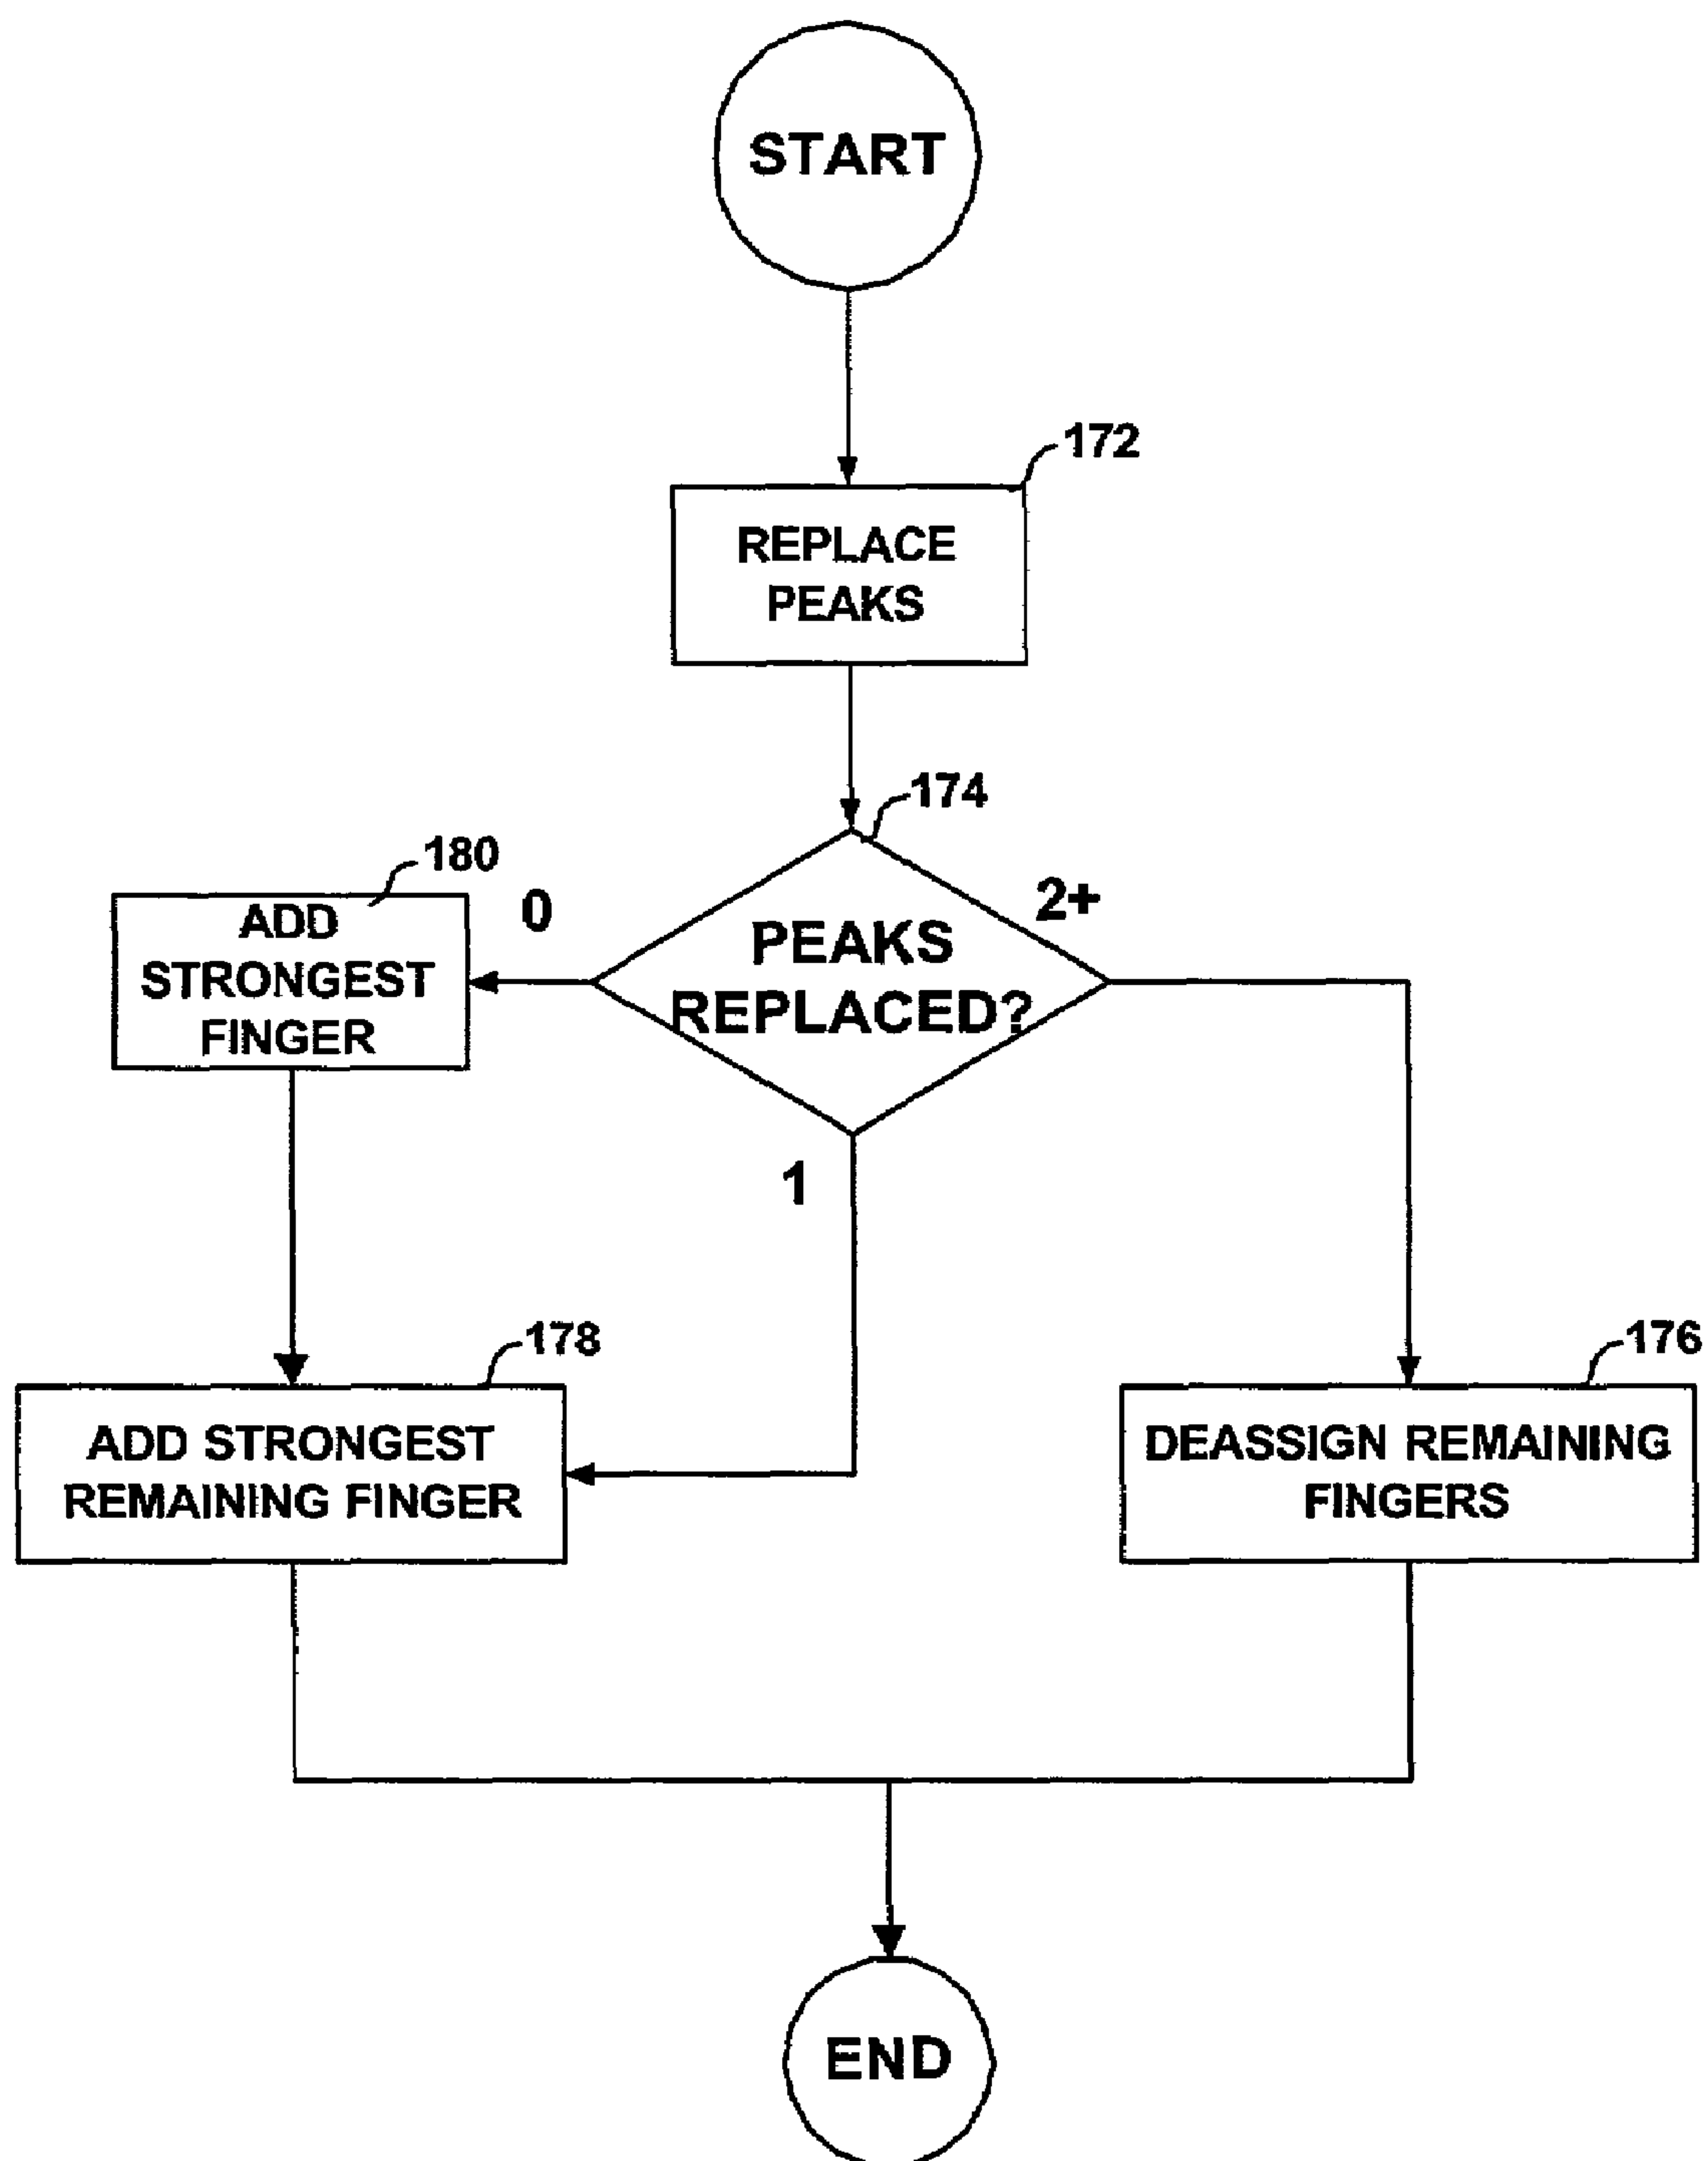 START
172
REPLACE
PEAKS
174
180
0
2+
ADD
STRONGEST
FINGER
PEAKS
REPLACED?
1
178
176
ADD STRONGEST
REMAINING FINGER
DEASSIGN REMAINING
FINGERS
END